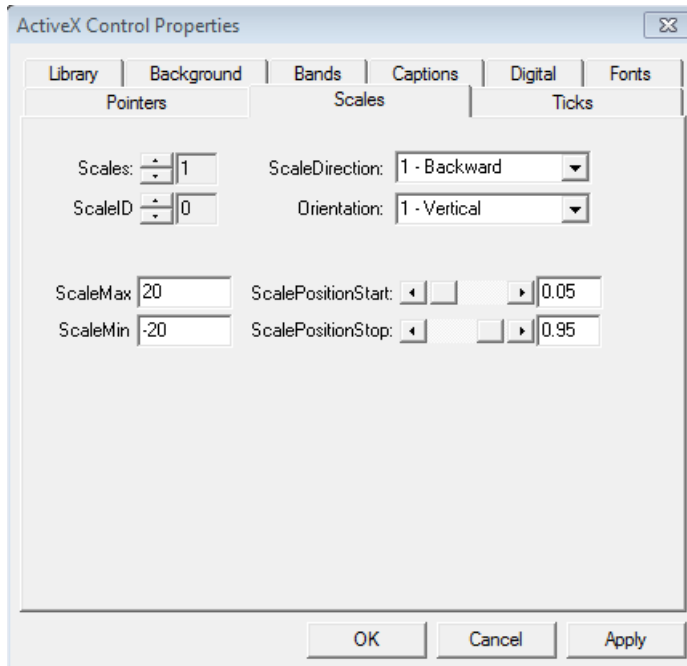 ActiveX Control Properties
Library Background Bands Captions Digital Fonts
Pointers Scales Ticks
Scales: 1 ScaleDirection: 1 - Backward
ScaleID 0 Orientation: 1 - Vertical
ScaleMax 20 ScalePositionStart: 0.05
ScaleMin -20 ScalePositionStop: 0.95
OK Cancel Apply